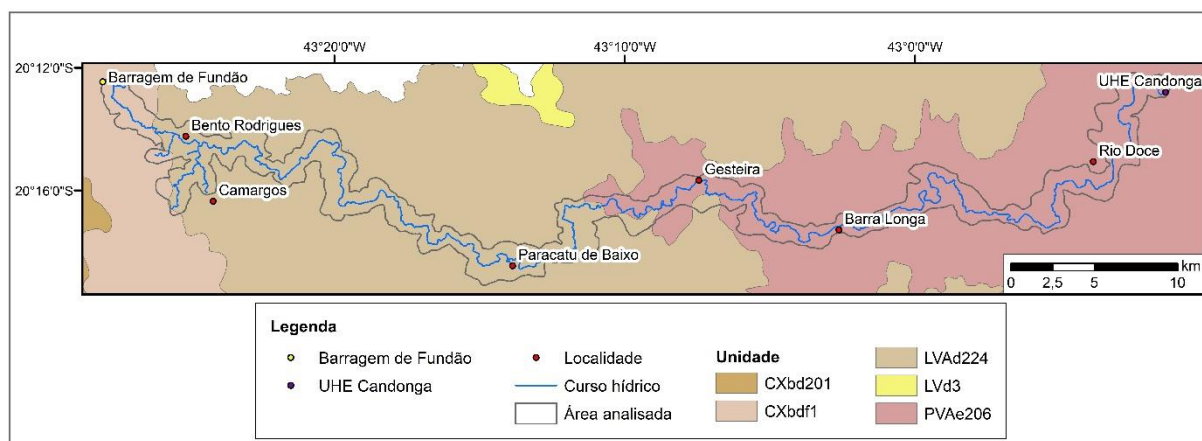 43°20'0"W
43°10'0"W
43°0'0"W
20°12'0"S
Barragem de Fundão
UHE Candonga
Bento Rodrigues
Rio Doce
Gesteira
20°16'0"S
Camargos
Barra Longa
Paracatu de Baixo
km
0 2,5 5 10
Legenda
Barragem de Fundão
UHE Candonga
Localidade
Curso hídrico
Área analisada
Unidade
CXbd201
CXbdf1
LVAd224
LVd3
PVAe206